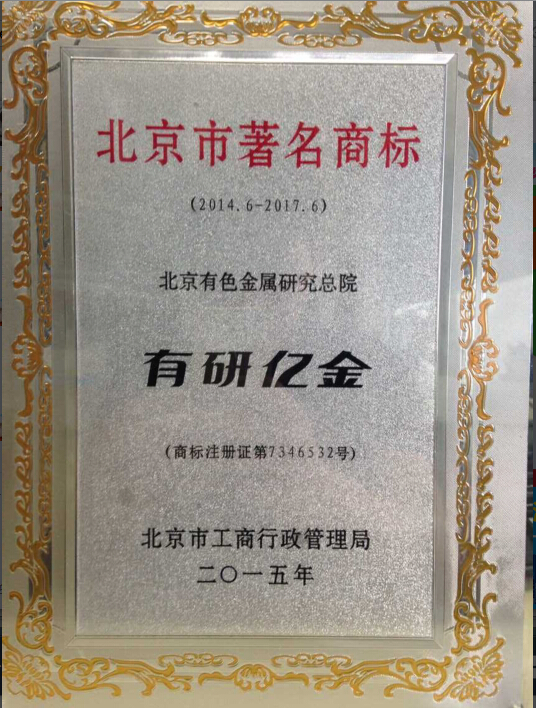 北京市著名商标
(2014.6-2017.6)
北京有色金属研究总院
有研亿金
(商标注册证第7346532号)
北京市工商行政管理局
二〇一五年